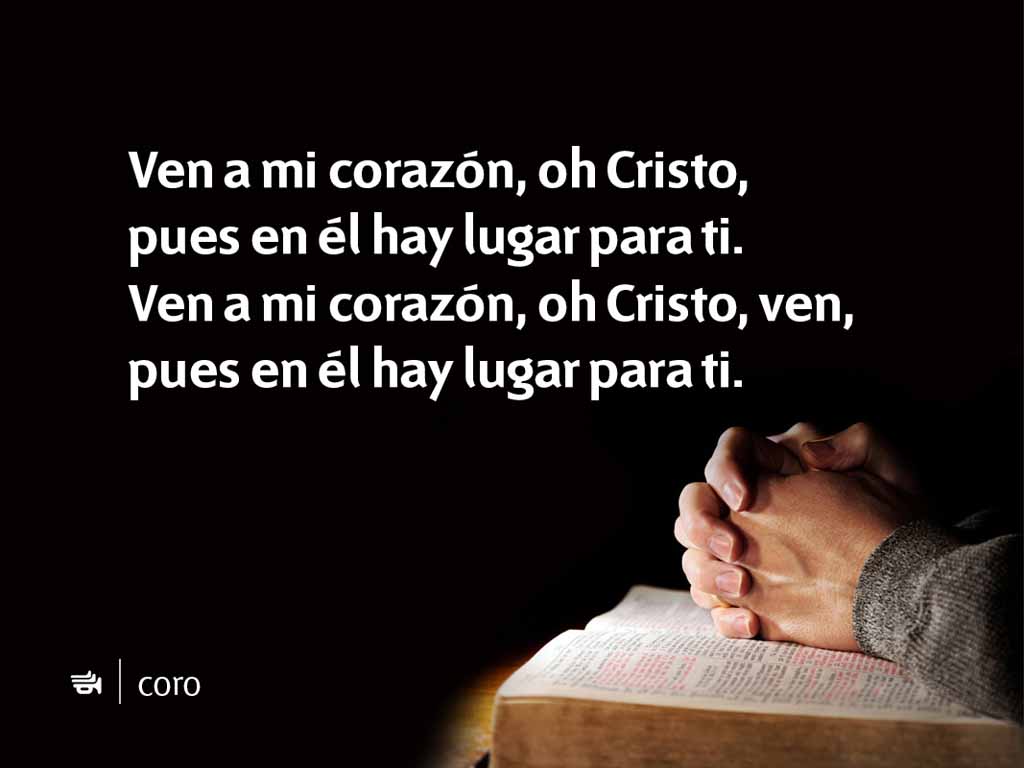 Ven a mi corazón, oh Cristo,
pues en él hay lugar para ti.
Ven a mi corazón, oh Cristo, ven,
pues en él hay lugar para ti.
coro